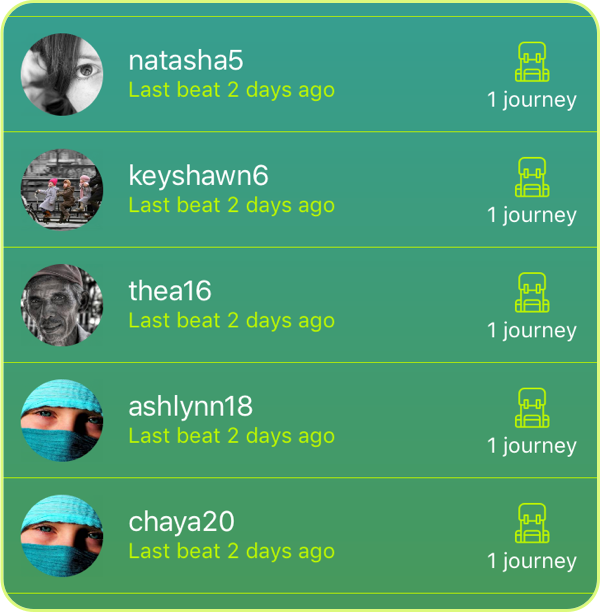 natasha5
Last beat 2 days ago
1 journey
keyshawn6
Last beat 2 days ago
1 journey
thea16
Last beat 2 days ago
1 journey
ashlynn18
Last beat 2 days ago
1 journey
chaya20
Last beat 2 days ago
1 journey